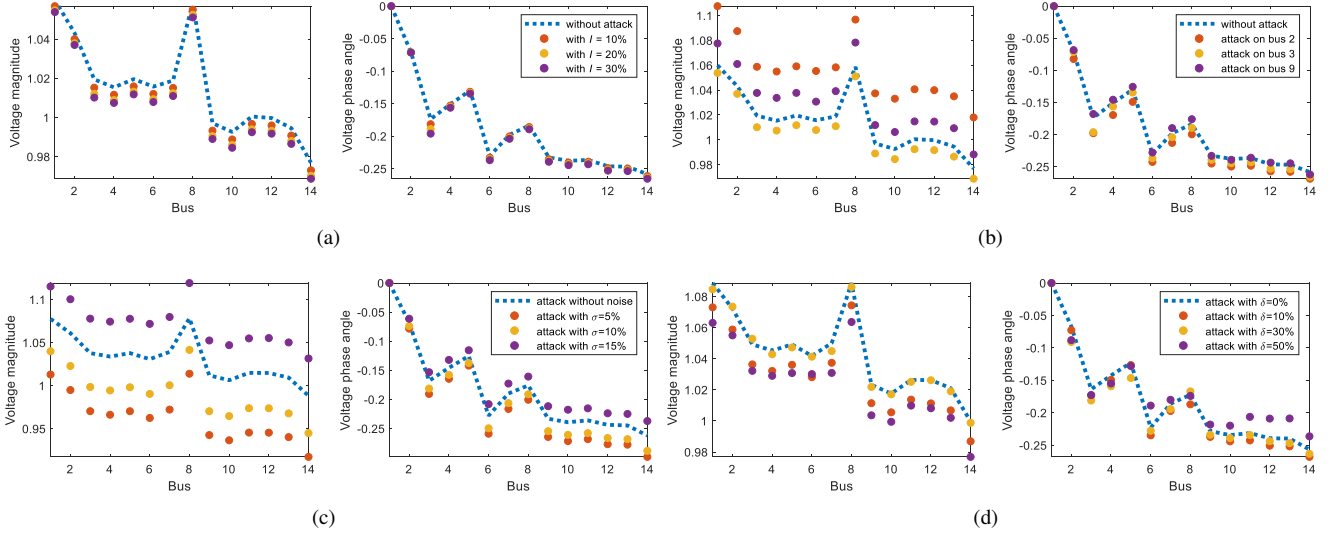 Voltage magnitude
1.04
1.02
1
0.98
2 4 6 8 10 12 14
Bus
Voltage phase angle
0
-0.05
-0.1
-0.15
-0.2
-0.25
2 4 6 8 10 12 14
Bus
without attack
with I = 10%
with I = 20%
with I = 30%
(a)
Voltage magnitude
1.1
1.08
1.06
1.04
1.02
1
0.98
2 4 6 8 10 12 14
Bus
Voltage phase angle
0
-0.05
-0.1
-0.15
-0.2
-0.25
2 4 6 8 10 12 14
Bus
without attack
attack on bus 2
attack on bus 3
attack on bus 9
(b)
Voltage magnitude
1.1
1.05
1
0.95
2 4 6 8 10 12 14
Bus
Voltage phase angle
0
-0.05
-0.1
-0.15
-0.2
-0.25
2 4 6 8 10 12 14
Bus
attack without noise
attack with σ=5%
attack with σ=10%
attack with σ=15%
(c)
Voltage magnitude
1.08
1.06
1.04
1.02
1
0.98
2 4 6 8 10 12 14
Bus
Voltage phase angle
0
-0.05
-0.1
-0.15
-0.2
-0.25
2 4 6 8 10 12 14
Bus
attack with δ=0%
attack with δ=10%
attack with δ=30%
attack with δ=50%
(d)